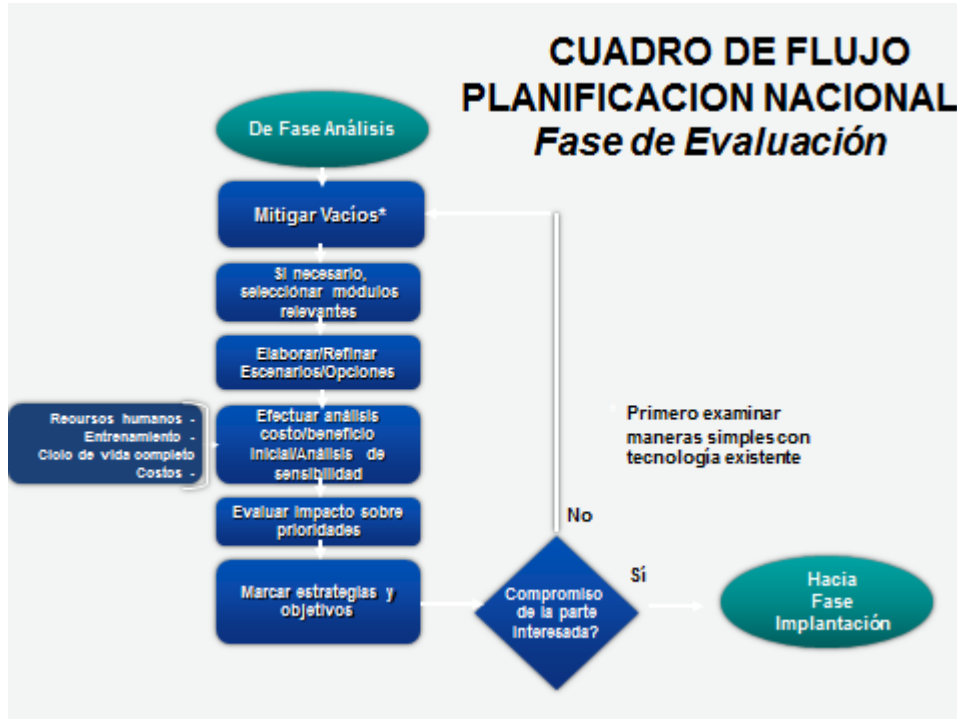 CUADRO DE FLUJO
PLANIFICACION NACIONAL
Fase de Evaluación
De Fase Análisis
Mitigar Vacíos*
Si necesario,
selecciónar módulos
relevantes
Elaborar/Refinar
Escenarios/Opciones
Recursos humanos -
Entrenamiento -
Ciclo de vida completo
Costos -
Efectuar análisis
costo/beneficio
Inicial/Análisis de
sensibilidad
Evaluar impacto sobre
prioridades
Marcar estrategias y
objetivos
Compromiso
de la parte
interesada?
No
Sí
* Primero examinar
maneras simples con
tecnología existente
Hacia
Fase
Implantación